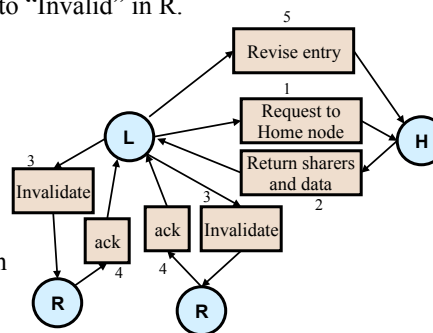 to “Invalid” in R.
5
Revise entry
1
Request to
Home node
L
H
Return sharers
and data
2
3
Invalidate
3
Invalidate
ack
4
ack
4
n
R
R